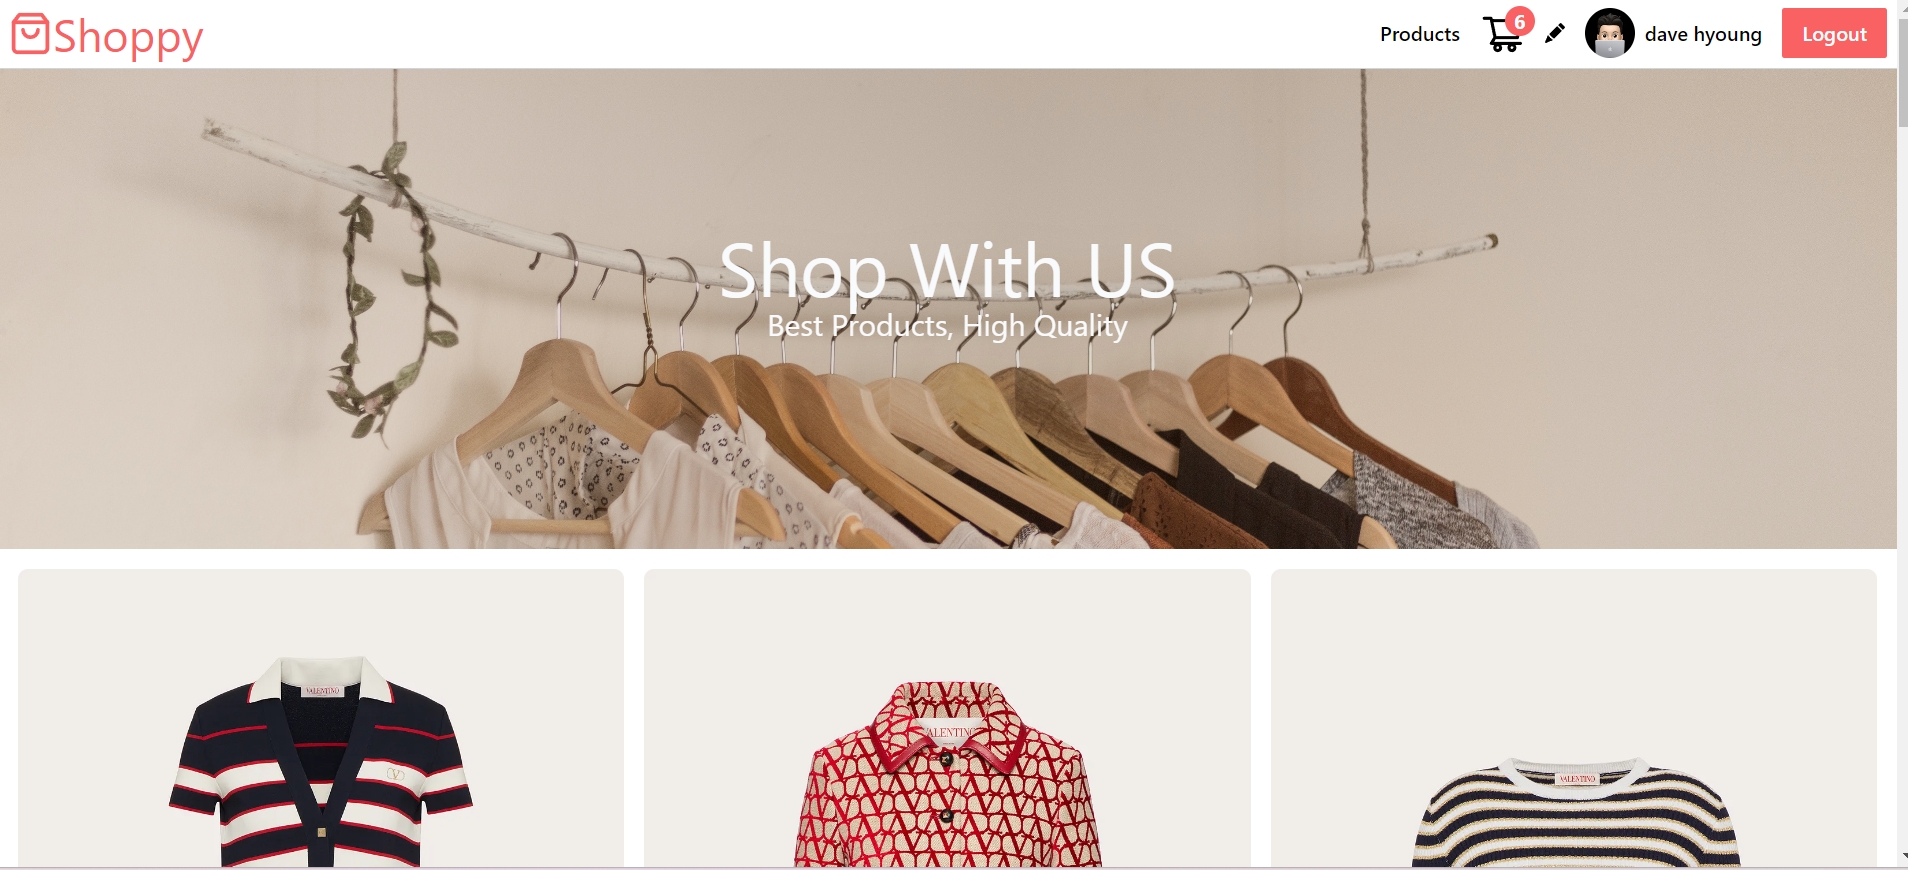 Shoppy
Products
6
dave hyoung
Logout
Shop With US
Best Products, High Quality
VALENTINO
VALENTINO
VALENTINO